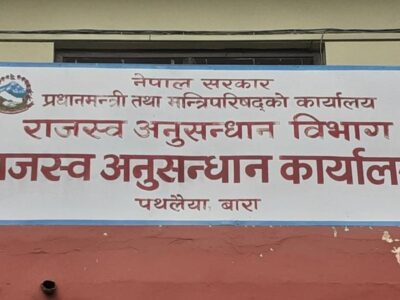 नेपाल सरकार
प्रधानमन्त्री तथा मन्त्रिपरिषद्को कार्यालय
राजस्व अनुसन्धान विभाग
अनुसन्धान
पथलैया बारा